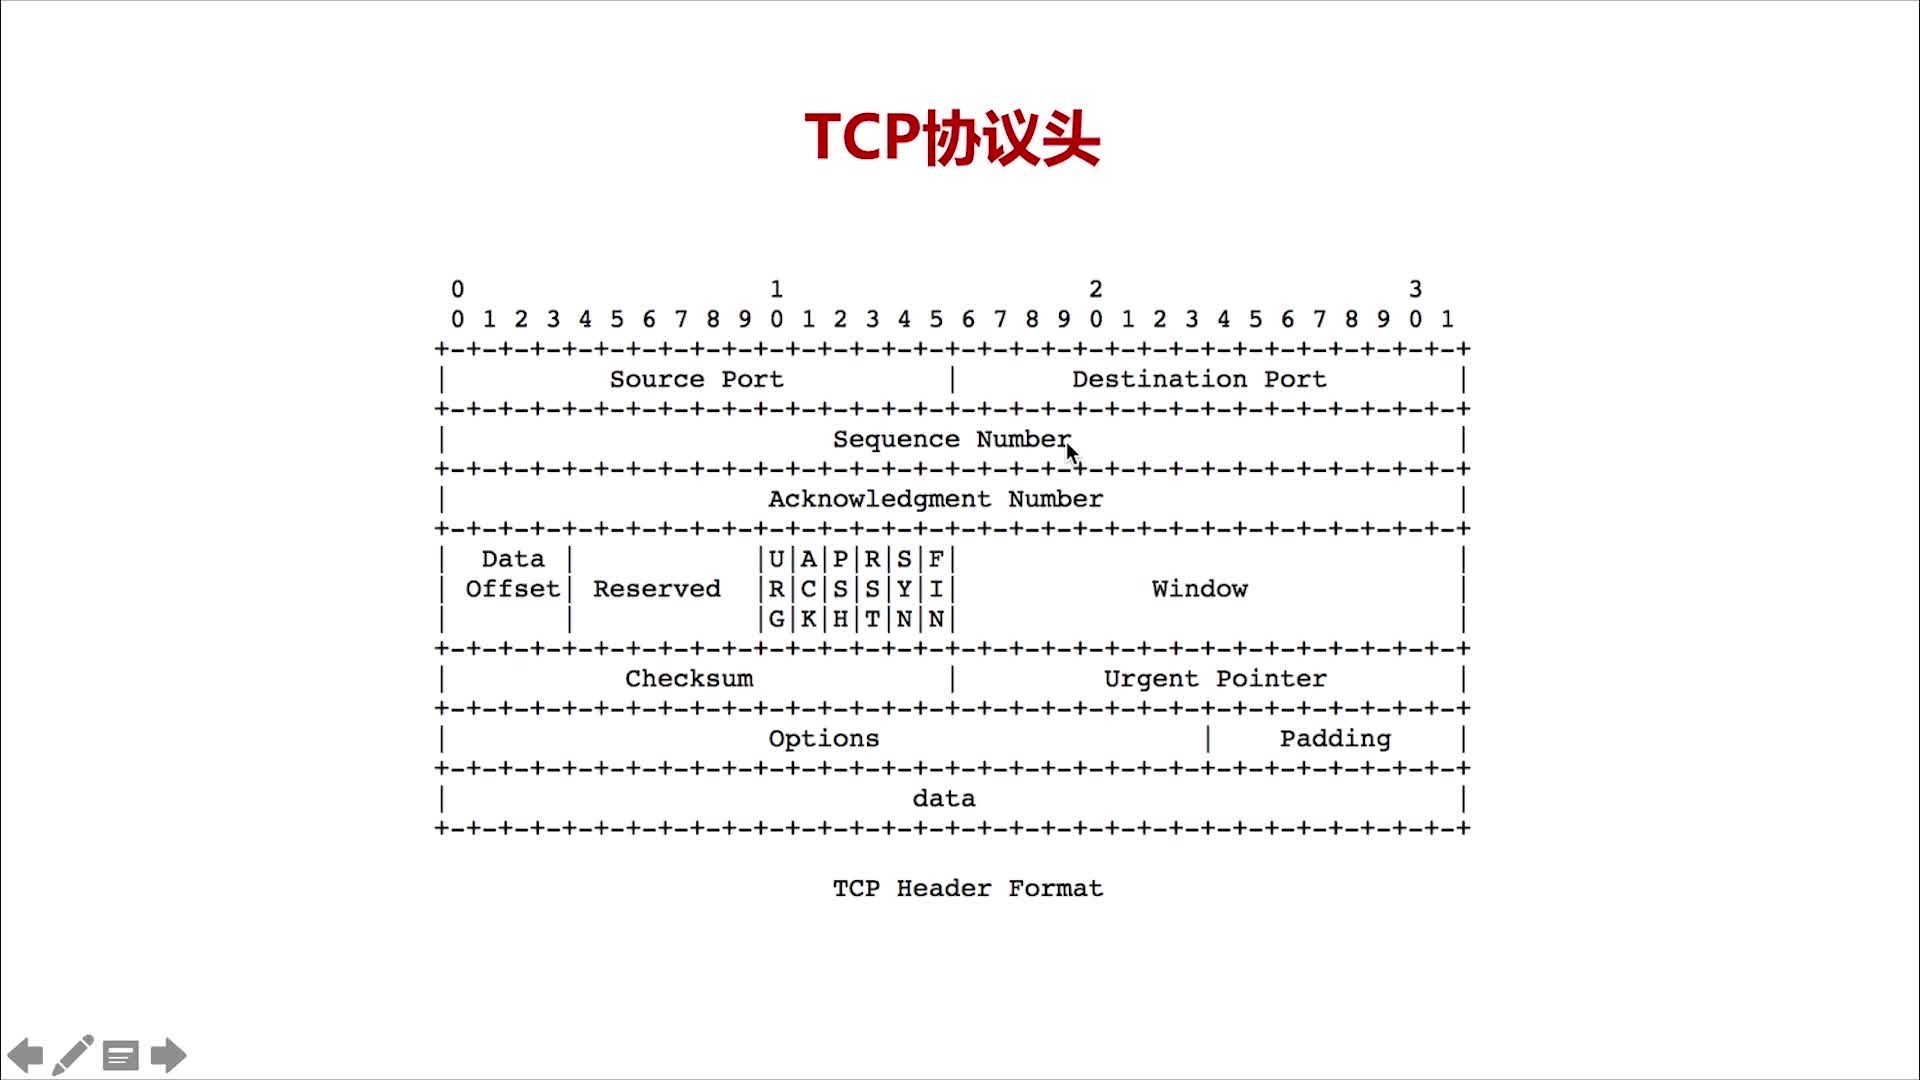 TCP协议头
 0                   1                   2                   3
 0 1 2 3 4 5 6 7 8 9 0 1 2 3 4 5 6 7 8 9 0 1 2 3 4 5 6 7 8 9 0 1
+-+-+-+-+-+-+-+-+-+-+-+-+-+-+-+-+-+-+-+-+-+-+-+-+-+-+-+-+-+-+-+-+
|          Source Port          |       Destination Port        |
+-+-+-+-+-+-+-+-+-+-+-+-+-+-+-+-+-+-+-+-+-+-+-+-+-+-+-+-+-+-+-+-+
|                        Sequence Number                        |
+-+-+-+-+-+-+-+-+-+-+-+-+-+-+-+-+-+-+-+-+-+-+-+-+-+-+-+-+-+-+-+-+
|                    Acknowledgment Number                      |
+-+-+-+-+-+-+-+-+-+-+-+-+-+-+-+-+-+-+-+-+-+-+-+-+-+-+-+-+-+-+-+-+
|  Data |           |U|A|P|R|S|F|                               |
| Offset| Reserved  |R|C|S|S|Y|I|            Window             |
|       |           |G|K|H|T|N|N|                               |
+-+-+-+-+-+-+-+-+-+-+-+-+-+-+-+-+-+-+-+-+-+-+-+-+-+-+-+-+-+-+-+-+
|           Checksum            |         Urgent Pointer        |
+-+-+-+-+-+-+-+-+-+-+-+-+-+-+-+-+-+-+-+-+-+-+-+-+-+-+-+-+-+-+-+-+
|                    Options                    |    Padding    |
+-+-+-+-+-+-+-+-+-+-+-+-+-+-+-+-+-+-+-+-+-+-+-+-+-+-+-+-+-+-+-+-+
|                             data                              |
+-+-+-+-+-+-+-+-+-+-+-+-+-+-+-+-+-+-+-+-+-+-+-+-+-+-+-+-+-+-+-+-+
TCP Header Format